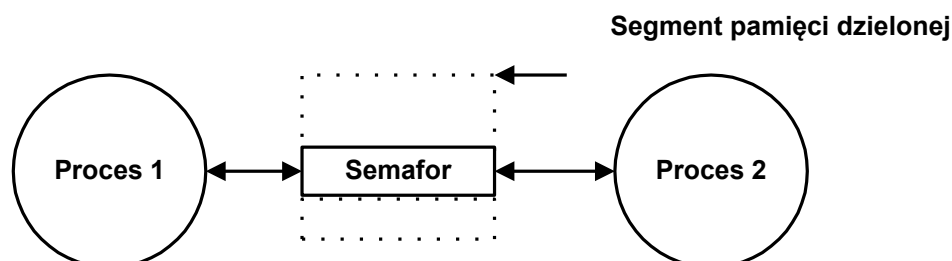 Segment pamięci dzielonej
Proces 1
Semafor
Proces 2